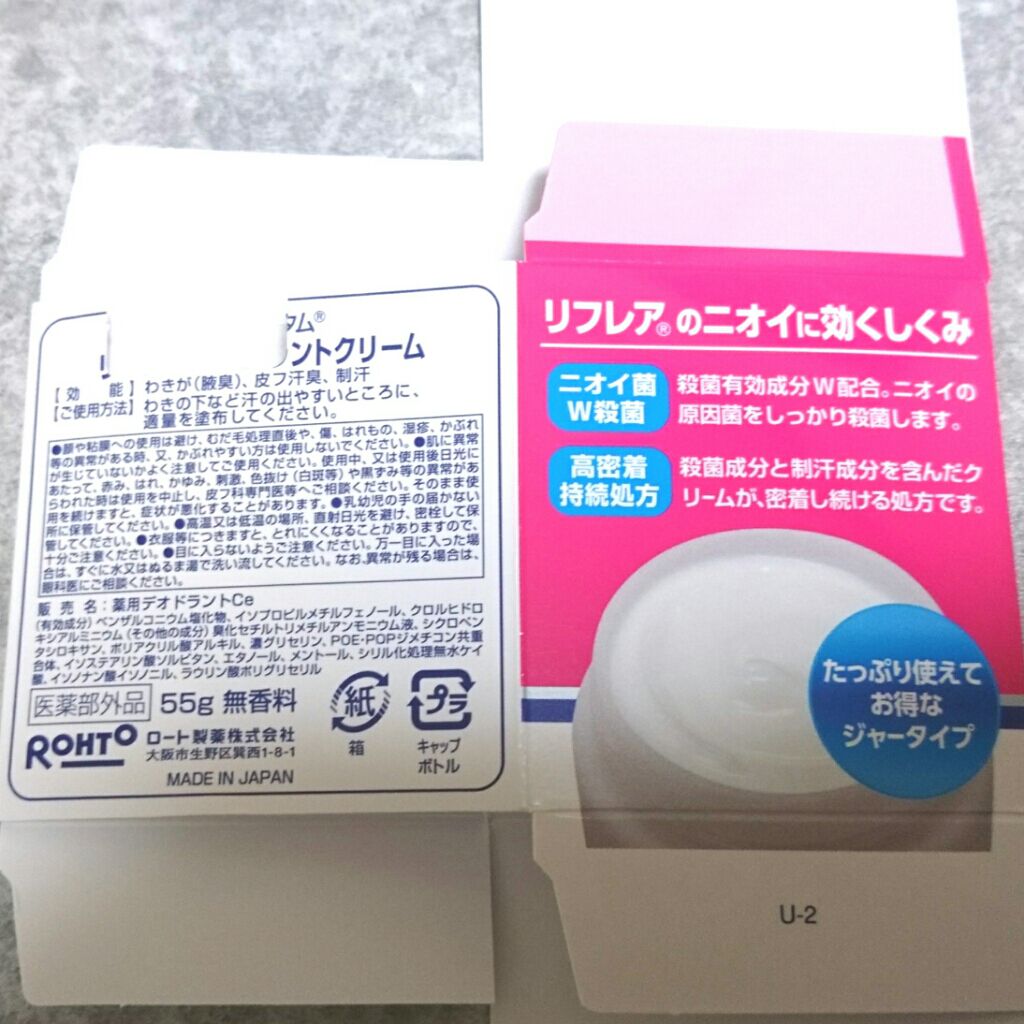 タム®
ントクリーム
【効 能】わきが(腋臭)、皮フ汗臭、制汗
【ご使用方法】わきの下など汗の出やすいところに、
適量を塗布してください。
●顔や粘膜への使用は避け、むだ毛処理直後や、傷、はれもの、湿疹、かぶれ
等の異常がある時、又、かぶれやすい方は使用しないでください。●肌に異常
が生じていないかよく注意してご使用ください。使用中、又は使用後日光に
あたって、赤み、はれ、かゆみ、刺激、色抜け(白斑等)や黒ずみ等の異常があ
らわれた時は使用を中止し、皮フ科専門医等へご相談ください。そのまま使
用を続けますと、症状が悪化することがあります。●乳幼児の手の届かない
所に保管してください。●高温又は低温の場所、直射日光を避け、密栓して保
管してください。●衣服等につきますと、とれにくくなることがありますので、
十分ご注意ください。●目に入らないようご注意ください。万一目に入った場
合は、すぐに水又はぬるま湯で洗い流してください。なお、異常が残る場合は、
眼科医にご相談ください。
販売名:薬用デオドラントCe
(有効成分)ベンザルコニウム塩化物、イソプロピルメチルフェノール、クロルヒドロ
キシアルミニウム(その他の成分)臭化セチルトリメチルアンモニウム液、シクロペン
タシロキサン、ポリアクリル酸アルキル、濃グリセリン、POE・POPジメチコン共重
合体、イソステアリン酸ソルビタン、エタノール、メントール、シリル化処理無水ケイ
酸、イソノナン酸イソノニル、ラウリン酸ポリグリセリル
医薬部外品 55g 無香料
紙
箱
プラ
キャップ
ボトル
ROHTO ロート製薬株式会社
大阪市生野区巽西1-8-1
MADE IN JAPAN
リフレア®のニオイに効くしくみ
ニオイ菌
W殺菌
殺菌有効成分W配合。ニオイの
原因菌をしっかり殺菌します。
高密着
持続処方
殺菌成分と制汗成分を含んだク
リームが、密着し続ける処方です。
たっぷり使えて
お得な
ジャータイプ
U-2